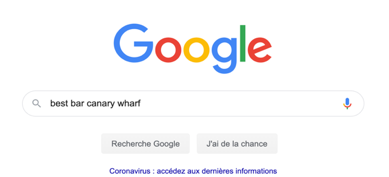 Google
best bar canary wharf
Recherche Google
J'ai de la chance
Coronavirus : accédez aux dernières informations